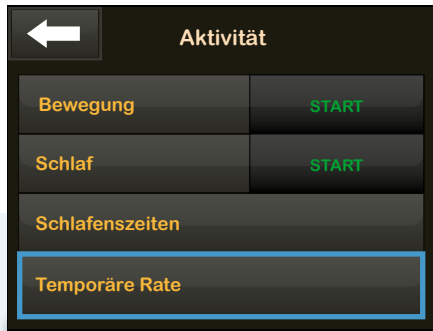 Aktivität
Bewegung START
Schlaf START
Schlafenszeiten
Temporäre Rate